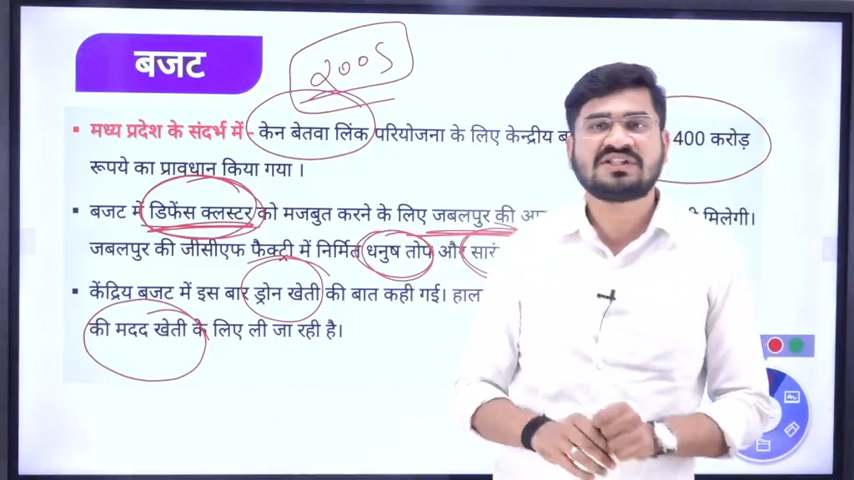 बजट
2005
मध्य प्रदेश के संदर्भ में - केन बेतवा लिंक परियोजना के लिए केन्द्रीय 400 करोड़
रूपये का प्रावधान किया गया ।
बजट में डिफेंस क्लस्टर को मजबुत करने के लिए जबलपुर की मिलेगी।
जबलपुर की जीसीएफ फैक्ट्री में निर्मित धनुष तोप और
केंद्रिय बजट में इस बार ड्रोन खेती की बात कही गई। हाल
की मदद खेती के लिए ली जा रही है।